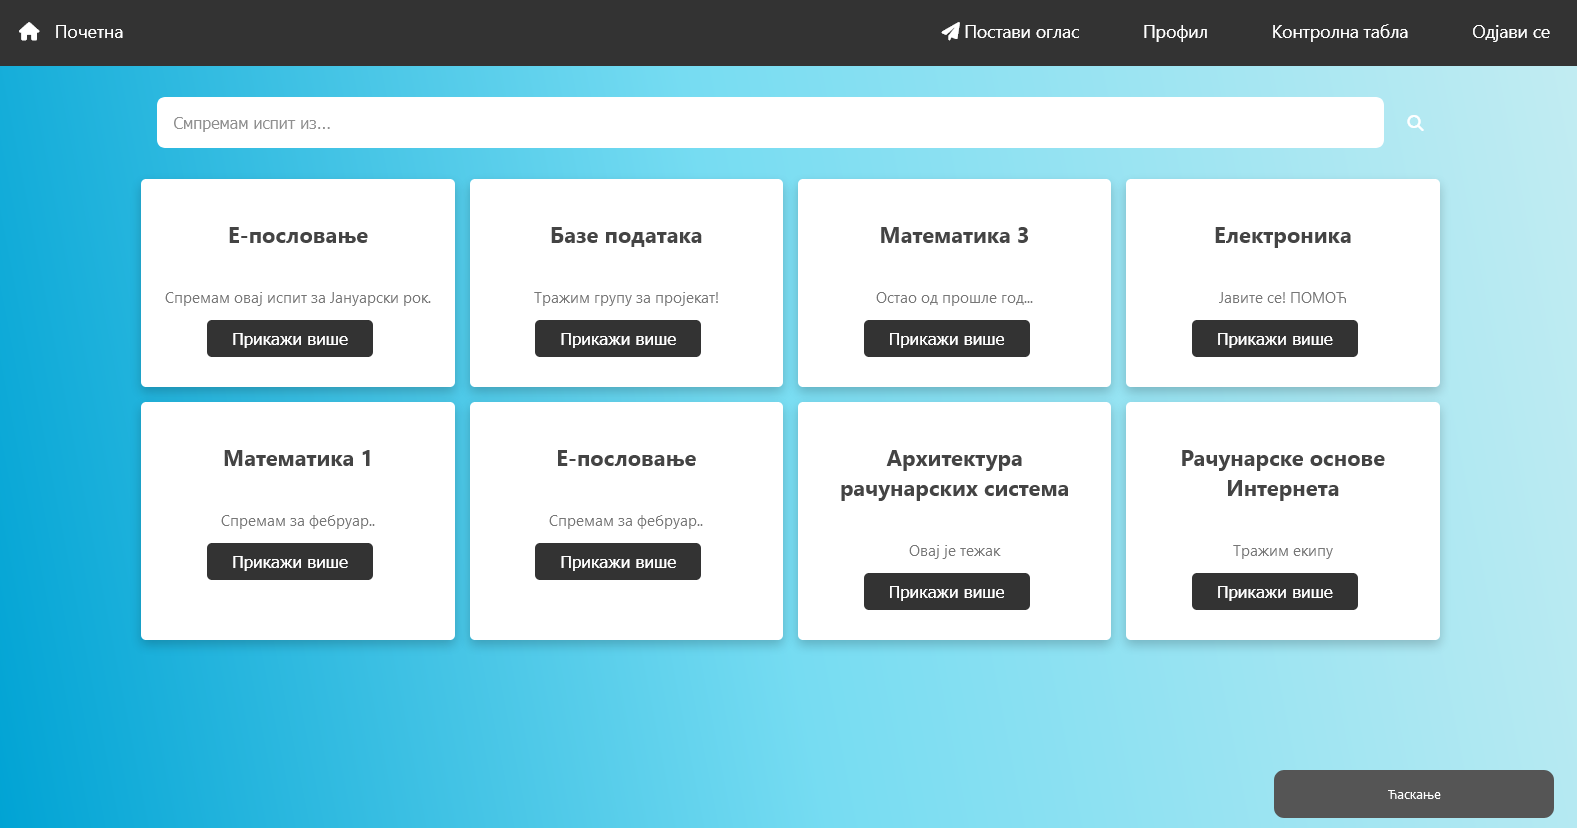 Почетна
Постави оглас
Профил
Контролна табла
Одјави се
Смпремам испит из...
Е-пословање
Спремам овај испит за Јануарски рок.
Прикажи више
Базе података
Тражим групу за пројекат!
Прикажи више
Математика 3
Остао од прошле год...
Прикажи више
Електроника
Јавите се! ПОМОЋ
Прикажи више
Математика 1
Спремам за фебруар..
Прикажи више
Е-пословање
Спремам за фебруар..
Прикажи више
Архитектура
рачунарских система
Овај је тежак
Прикажи више
Рачунарске основе
Интернета
Тражим екипу
Прикажи више
Ћаскање